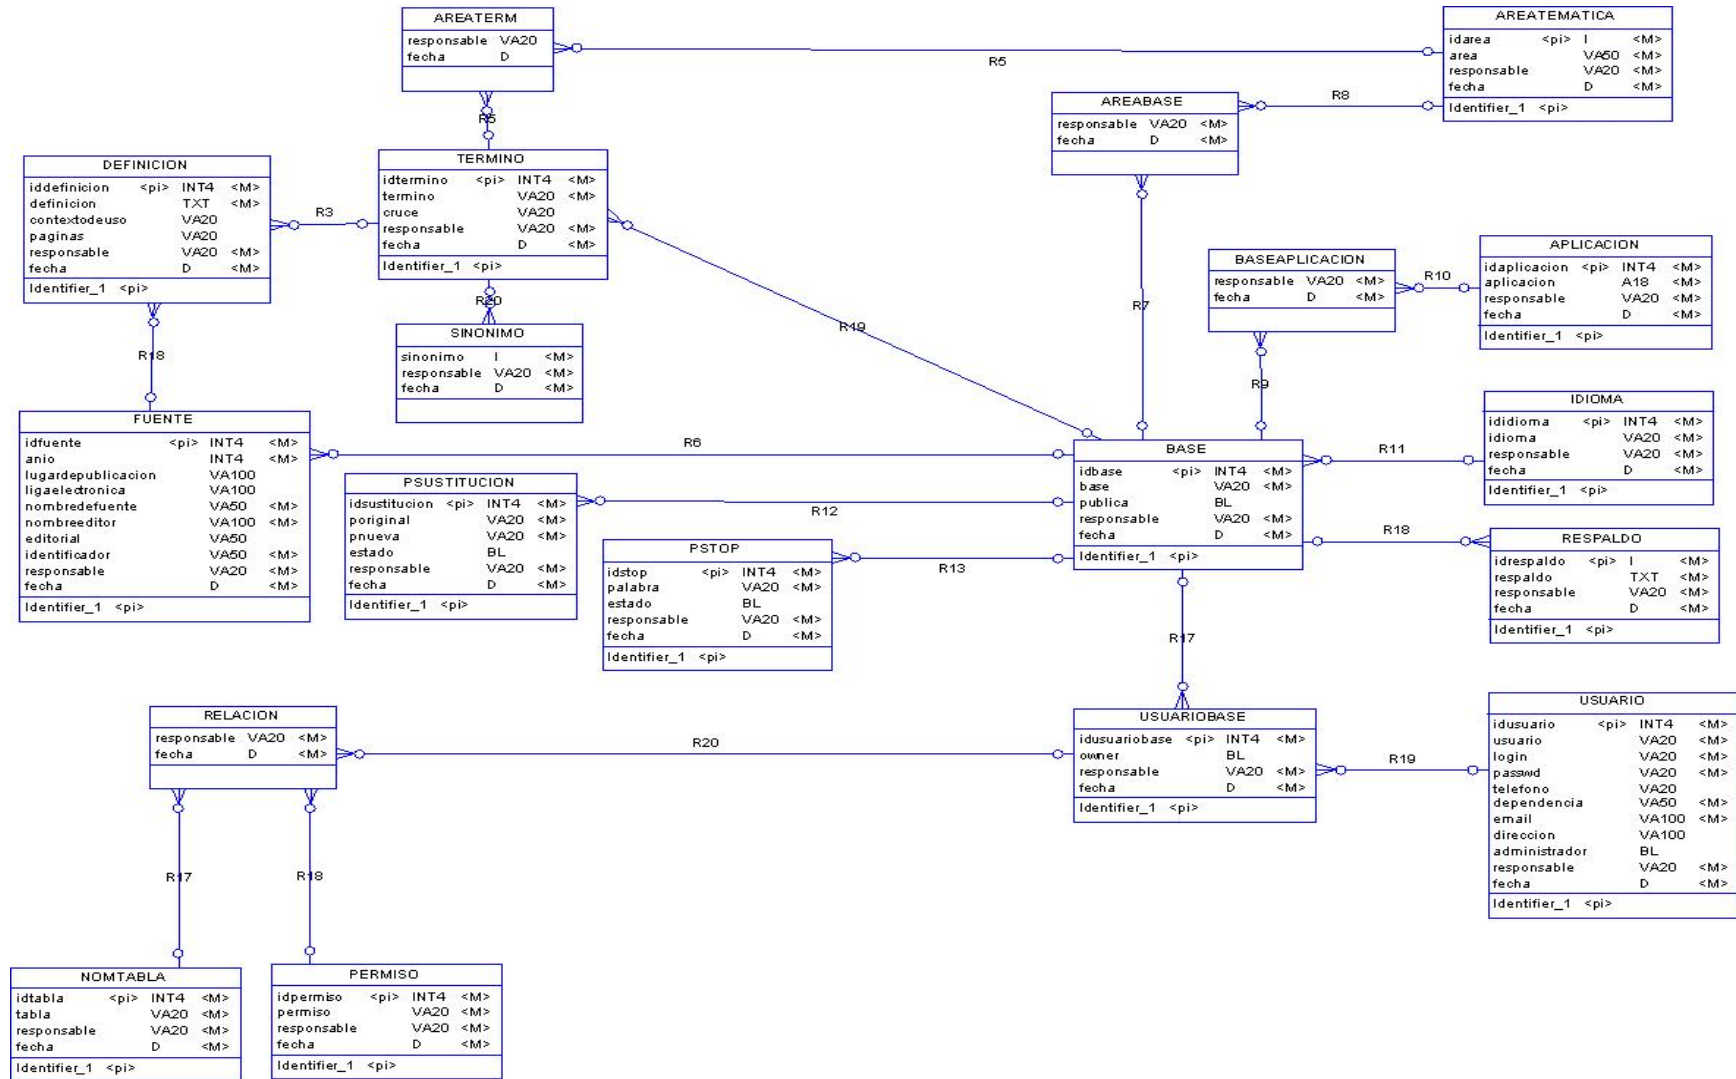 AREATERM
responsable VA20
fecha D
AREATEMATICA
idarea <pi> I <M>
area VA50 <M>
responsable VA20 <M>
fecha D <M>
Identifier_1 <pi>
R5
AREABASE
responsable VA20 <M>
fecha D <M>
R8
R5
DEFINICION
iddefinicion <pi> INT4 <M>
definicion TXT <M>
contextodeuso VA20
paginas VA20
responsable VA20 <M>
fecha D <M>
Identifier_1 <pi>
R3
TERMINO
idtermino <pi> INT4 <M>
termino VA20 <M>
cruce VA20
responsable VA20 <M>
fecha D <M>
Identifier_1 <pi>
R7
BASEAPLICACION
responsable VA20 <M>
fecha D <M>
R10
APLICACION
idaplicacion <pi> INT4 <M>
aplicacion A18 <M>
responsable VA20 <M>
fecha D <M>
Identifier_1 <pi>
R20
SINONIMO
sinonimo I <M>
responsable VA20 <M>
fecha D <M>
R19
R18
R9
FUENTE
idfuente <pi> INT4 <M>
anio INT4 <M>
lugardepublicacion VA100
ligaelectronica VA100
nombredefuente VA50 <M>
nombreeditor VA100 <M>
editorial VA50
identificador VA50 <M>
responsable VA20 <M>
fecha D <M>
Identifier_1 <pi>
R6
PSUSTITUCION
idsustitucion <pi> INT4 <M>
poriginal VA20 <M>
pnueva VA20 <M>
estado BL
responsable VA20 <M>
fecha D <M>
Identifier_1 <pi>
R12
PSTOP
idstop <pi> INT4 <M>
palabra VA20 <M>
estado BL
responsable VA20 <M>
fecha D <M>
Identifier_1 <pi>
R13
BASE
idbase <pi> INT4 <M>
base VA20 <M>
publica BL
responsable VA20 <M>
fecha D <M>
Identifier_1 <pi>
R11
IDIOMA
ididioma <pi> INT4 <M>
idioma VA20 <M>
responsable VA20 <M>
fecha D <M>
Identifier_1 <pi>
R18
RESPALDO
idrespaldo <pi> I <M>
respaldo TXT <M>
responsable VA20 <M>
fecha D <M>
Identifier_1 <pi>
R17
RELACION
responsable VA20 <M>
fecha D <M>
R20
USUARIOBASE
idusuariobase <pi> INT4 <M>
owner BL
responsable VA20 <M>
fecha D <M>
Identifier_1 <pi>
R19
USUARIO
idusuario <pi> INT4 <M>
usuario VA20 <M>
login VA20 <M>
passwd VA20 <M>
telefono VA20
dependencia VA50 <M>
email VA100 <M>
direccion VA100
administrador BL
responsable VA20 <M>
fecha D <M>
Identifier_1 <pi>
R17
R18
NOMTABLA
idtabla <pi> INT4 <M>
tabla VA20 <M>
responsable VA20 <M>
fecha D <M>
Identifier_1 <pi>
PERMISO
idpermiso <pi> INT4 <M>
permiso VA20 <M>
responsable VA20 <M>
fecha D <M>
Identifier_1 <pi>